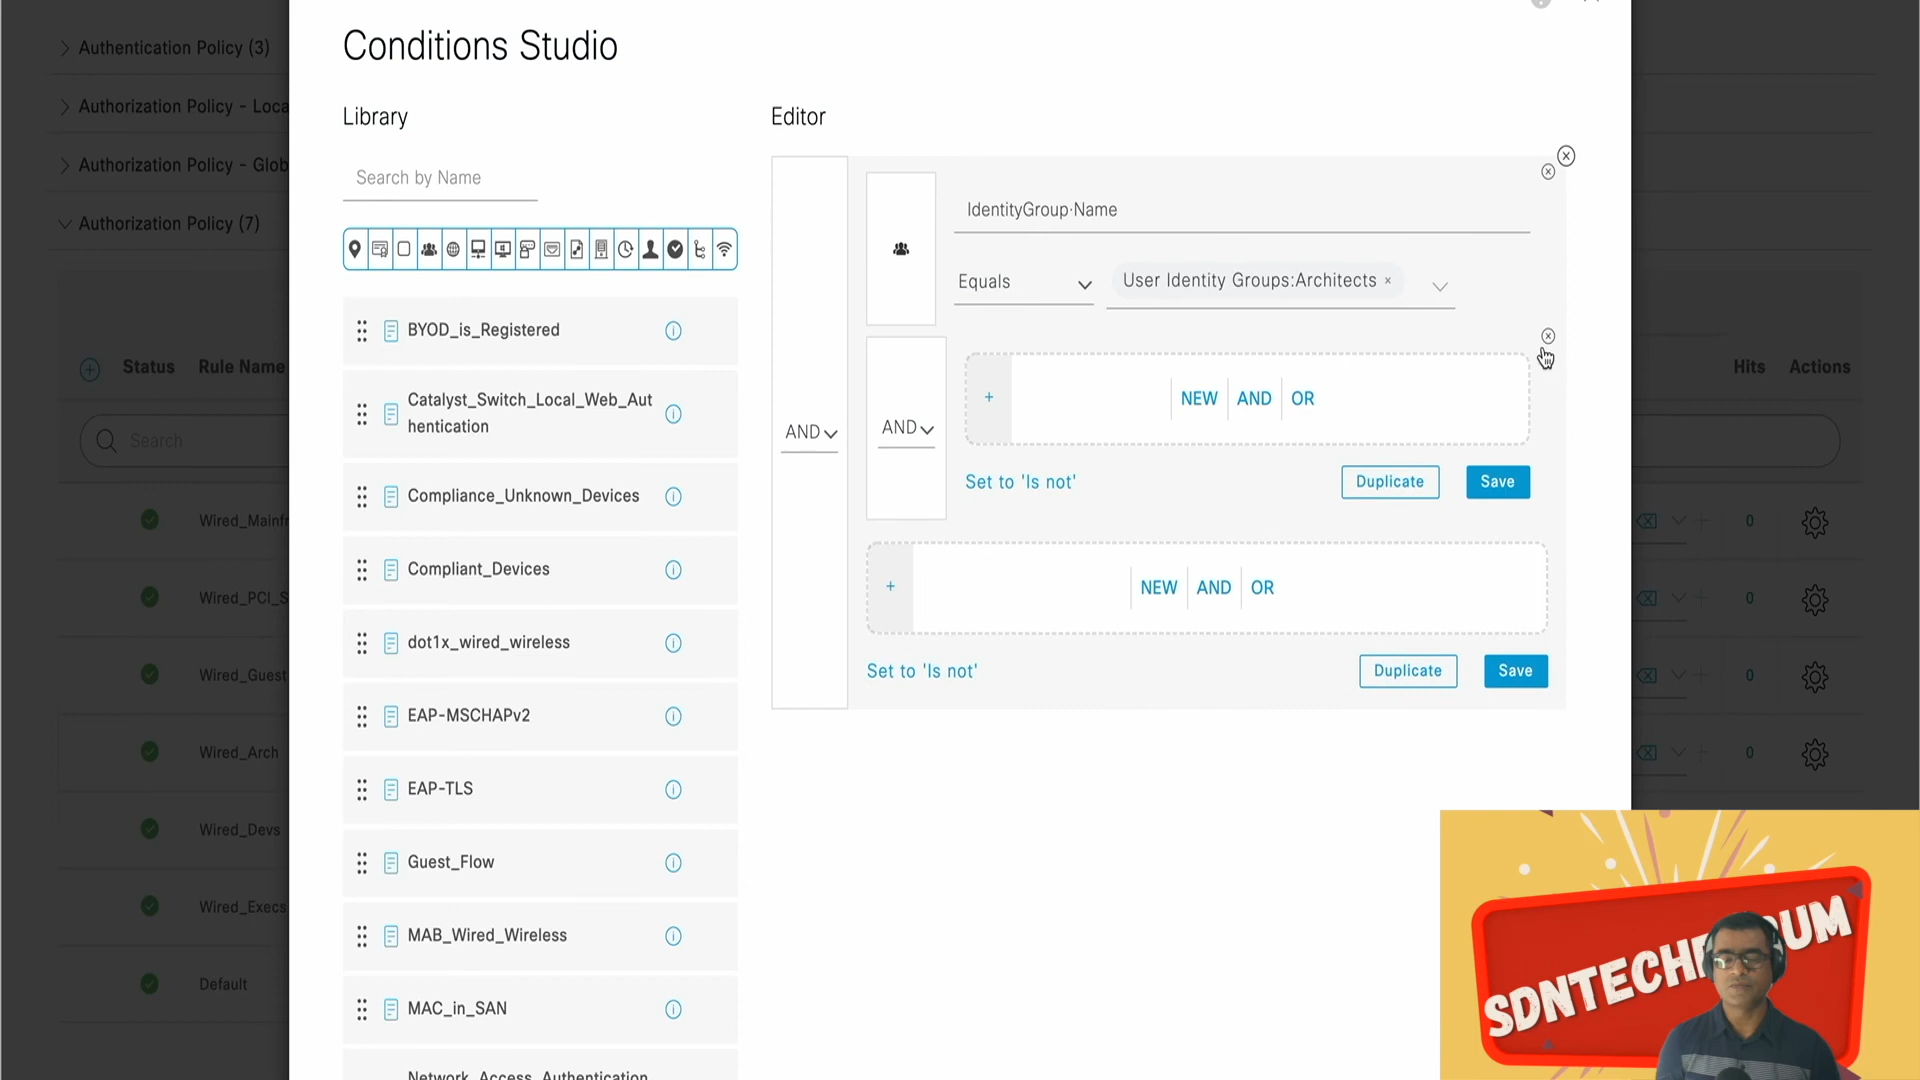 Conditions Studio
Authentication Policy (3)
Authorization Policy - Loca
Authorization Policy - Glob
Authorization Policy (7)
Status Rule Name
Search
Wired_Mainfr
Wired_PCI_S
Wired_Guest
Wired_Arch
Wired_Devs
Wired_Execs
Default
Library
Search by Name
BYOD_is_Registered
Catalyst_Switch_Local_Web_Aut
hentication
Compliance_Unknown_Devices
Compliant_Devices
dot1x_wired_wireless
EAP-MSCHAPv2
EAP-TLS
Guest_Flow
MAB_Wired_Wireless
MAC_in_SAN
Network_Access_Authentication
Editor
AND
IdentityGroup·Name
Equals User Identity Groups:Architects ×
AND
+ NEW AND OR
Set to 'Is not' Duplicate Save
+ NEW AND OR
Set to 'Is not' Duplicate Save
Hits Actions
0
0
0
0